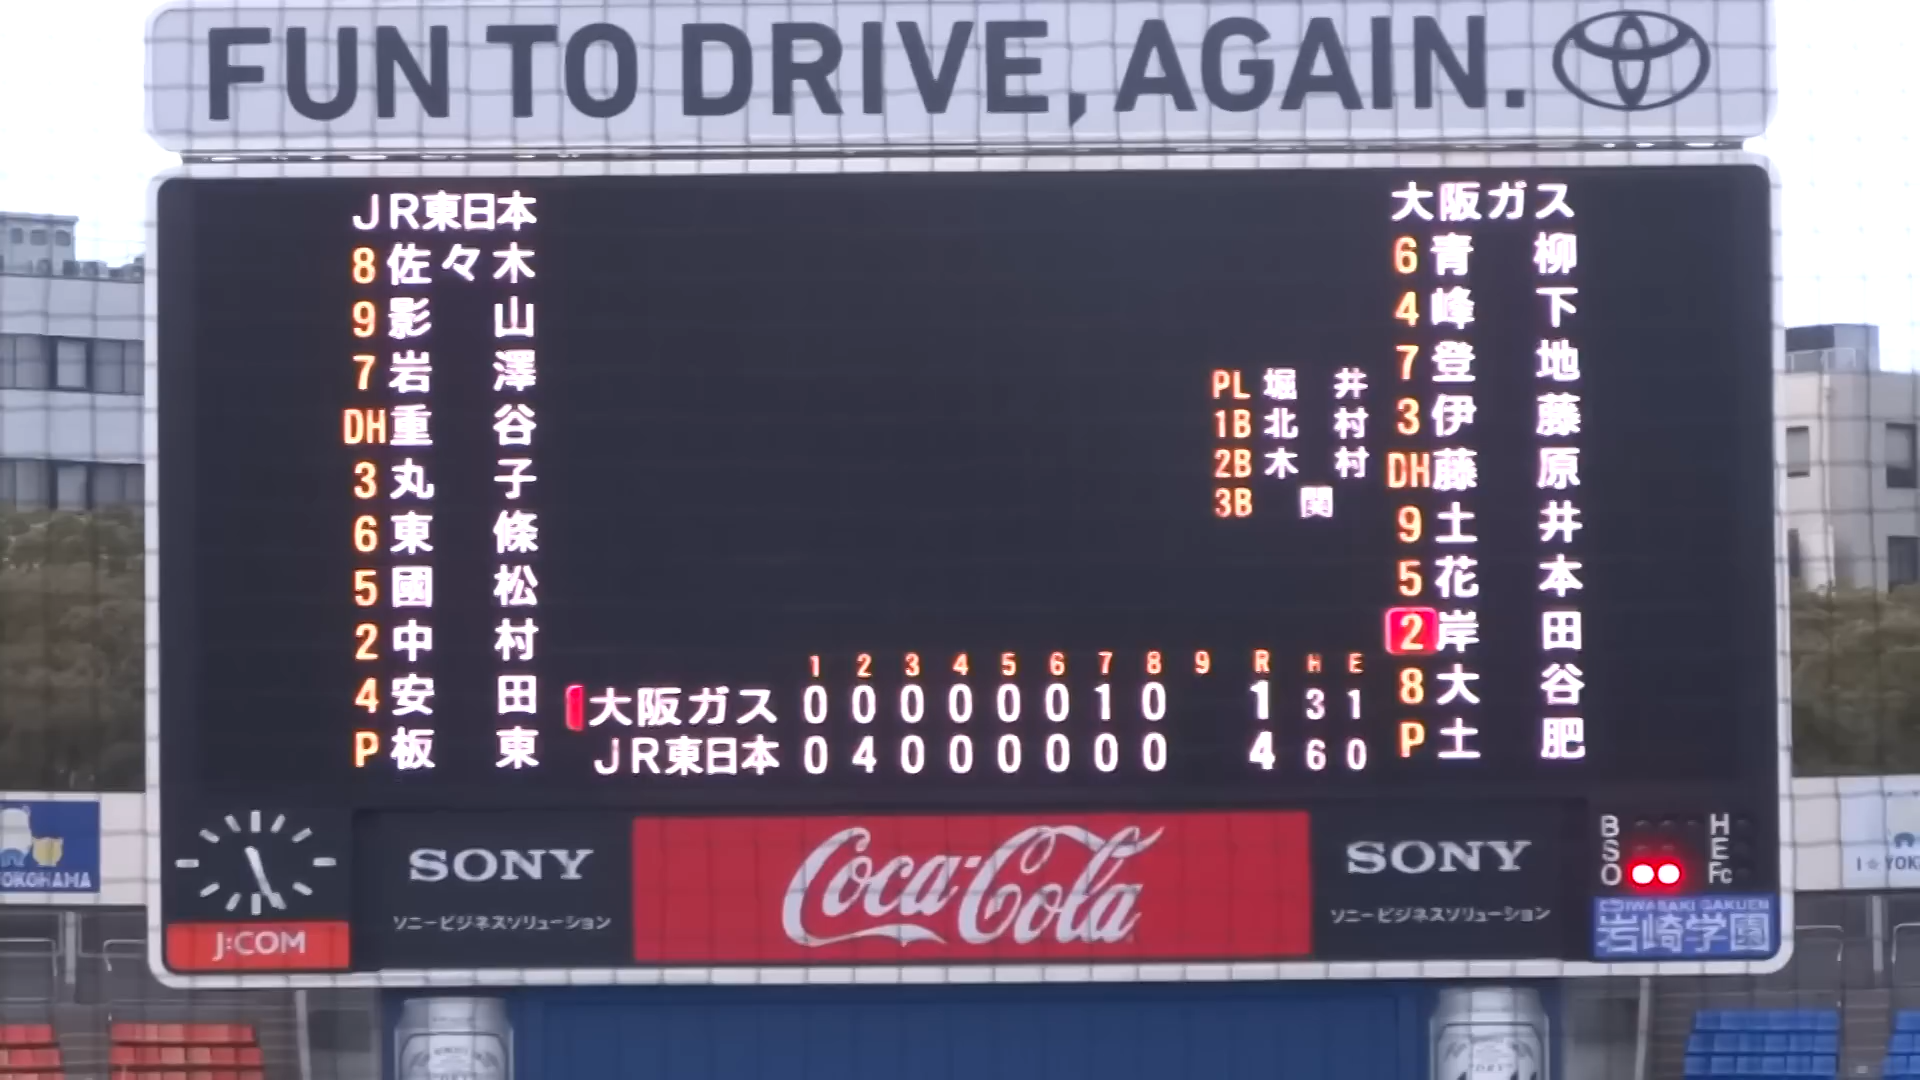 FUN TO DRIVE, AGAIN.
JR東日本
8 佐々木
9 影山
7 岩澤
DH 重谷
3 丸子
6 東條
5 國松
2 中村
4 安田
P 板東
PL 堀井
1B 北村
2B 木村
3B 関
大阪ガス
6 青柳
4 峰下
7 登地
3 伊藤
DH 藤原
9 土井
5 花本
2 岸田
8 大谷
P 土肥
1 2 3 4 5 6 7 8 9 R H E
大阪ガス 0 0 0 0 0 0 1 0 1 3 1
JR東日本 0 4 0 0 0 0 0 0 4 6 0
J:COM
SONY
ソニービジネスソリューション
Coca-Cola
SONY
ソニービジネスソリューション
B H
S E
O Fc
IWASAKI GAKUEN
岩崎学園
OKOHAMA
I☆YOK